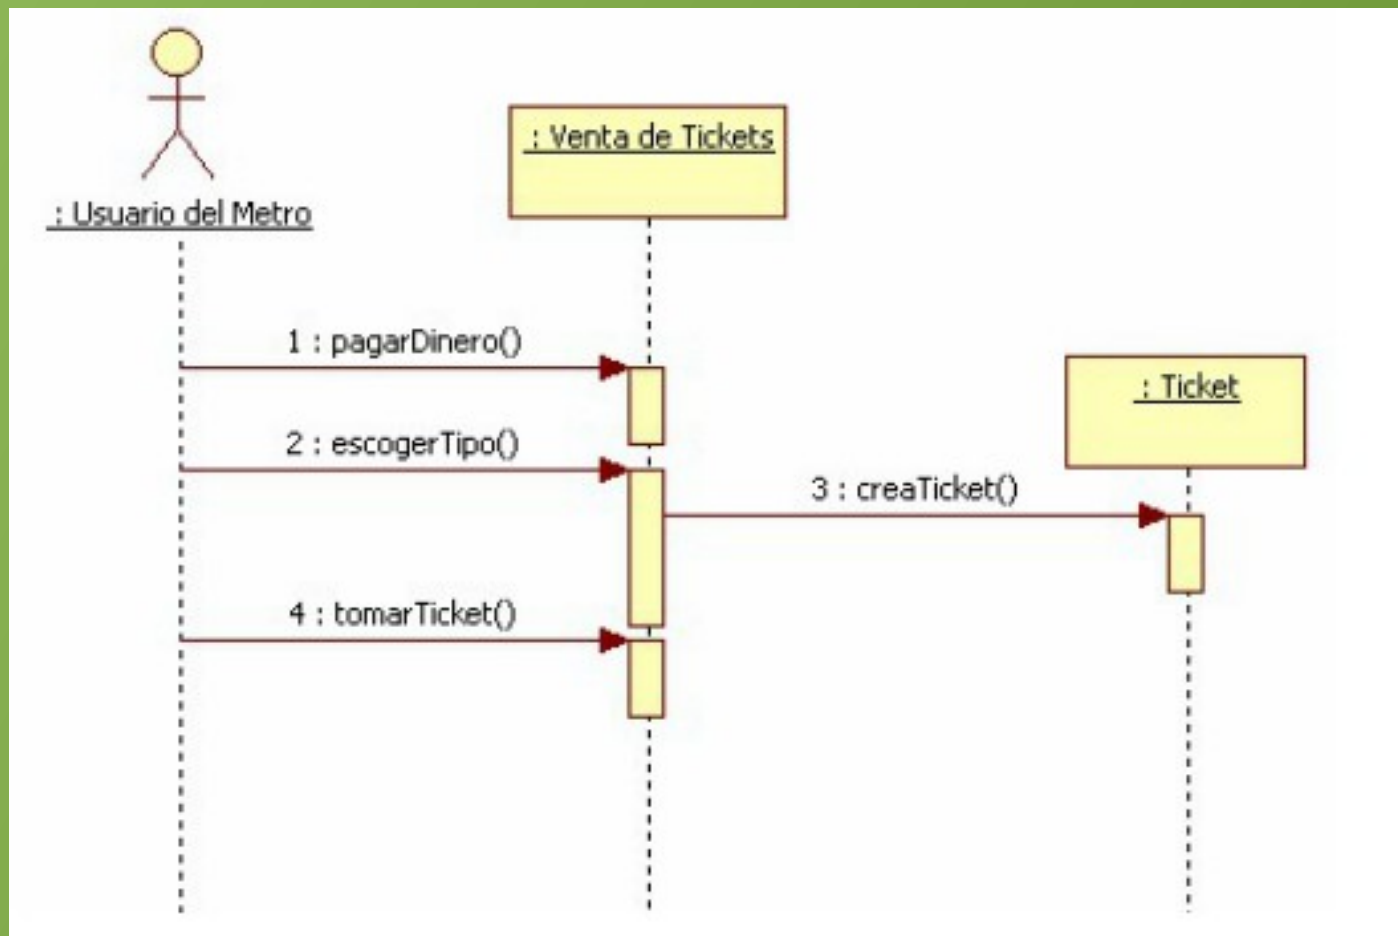 : Venta de Tickets
: Usuario del Metro
1 : pagarDinero()
: Ticket
2 : escogerTipo()
3 : creaTicket()
4 : tomarTicket()